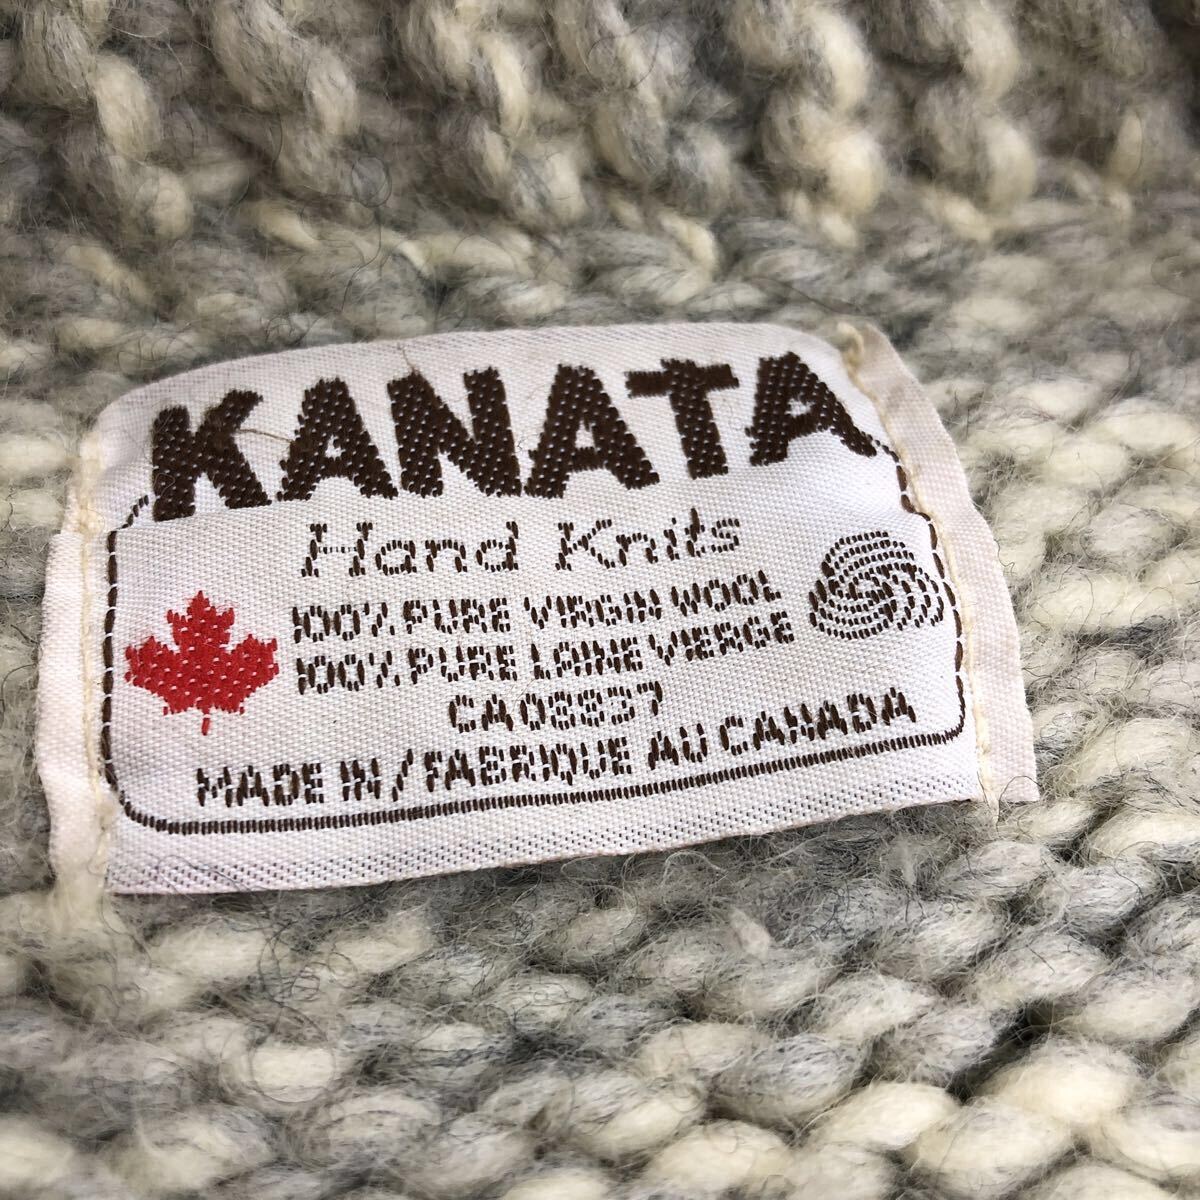 KANATA
Hand Knits
100% PURE VIRGIN WOOL
100% PURE LAINE VIERGE
CA03337
MADE IN/FABRIQUE AU CANADA